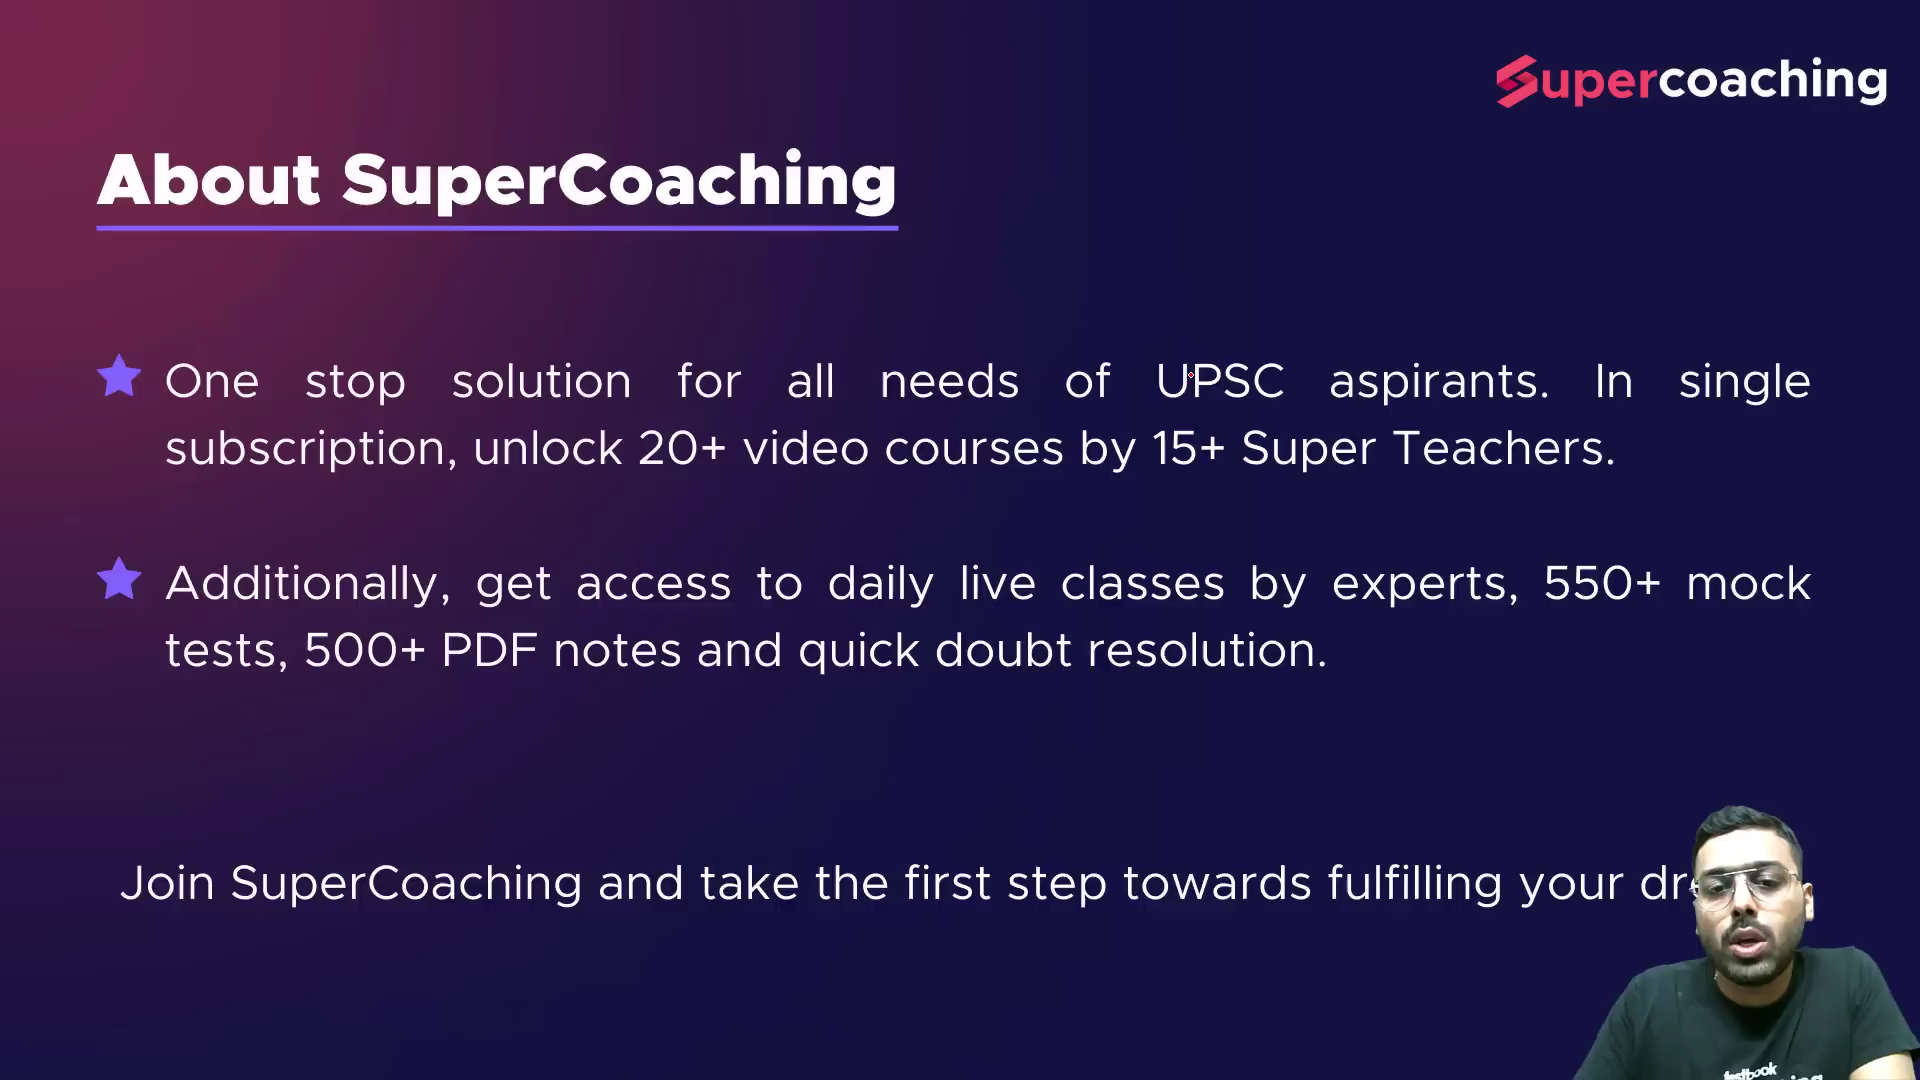 Supercoaching
About SuperCoaching
One stop solution for all needs of UPSC aspirants. In single
subscription, unlock 20+ video courses by 15+ Super Teachers.
Additionally, get access to daily live classes by experts, 550+ mock
tests, 500+ PDF notes and quick doubt resolution.
Join SuperCoaching and take the first step towards fulfilling your
testbook